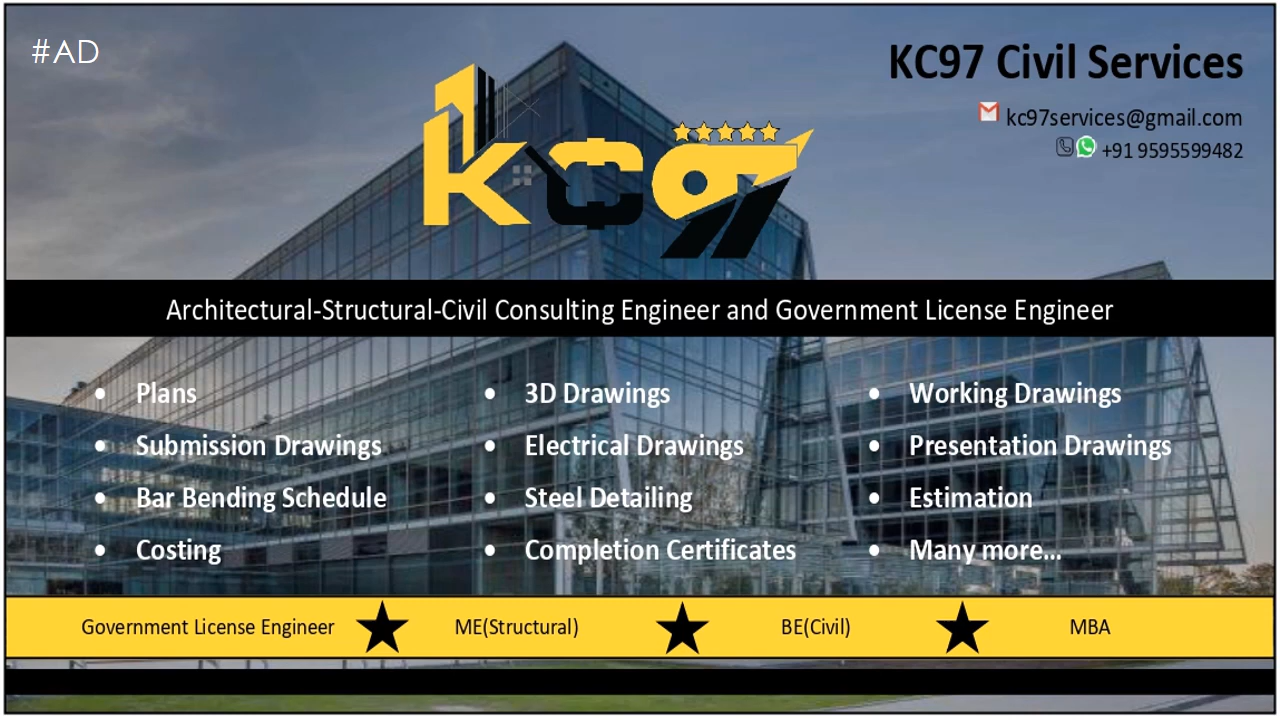 #AD
KC97 Civil Services
kc97services@gmail.com
+91 9595599482
KC97
Architectural-Structural-Civil Consulting Engineer and Government License Engineer
• Plans
• Submission Drawings
• Bar Bending Schedule
• Costing
• 3D Drawings
• Electrical Drawings
• Steel Detailing
• Completion Certificates
• Working Drawings
• Presentation Drawings
• Estimation
• Many more...
Government License Engineer ★ ME(Structural) ★ BE(Civil) ★ MBA